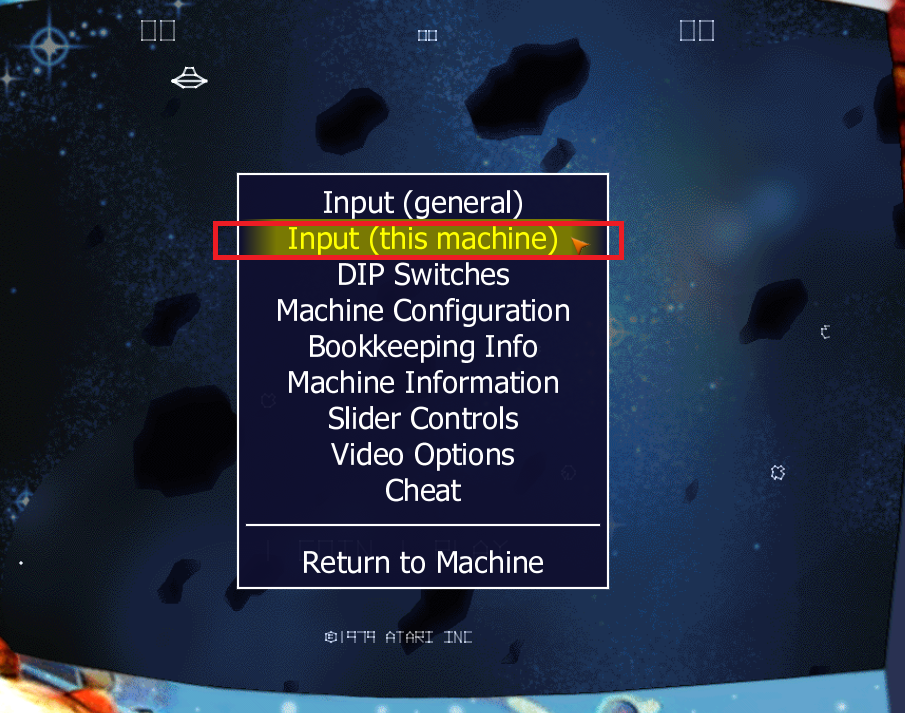 00 00 00
Input (general)
Input (this machine)
DIP Switches
Machine Configuration
Bookkeeping Info
Machine Information
Slider Controls
Video Options
Cheat
Return to Machine
©1979 ATARI INC